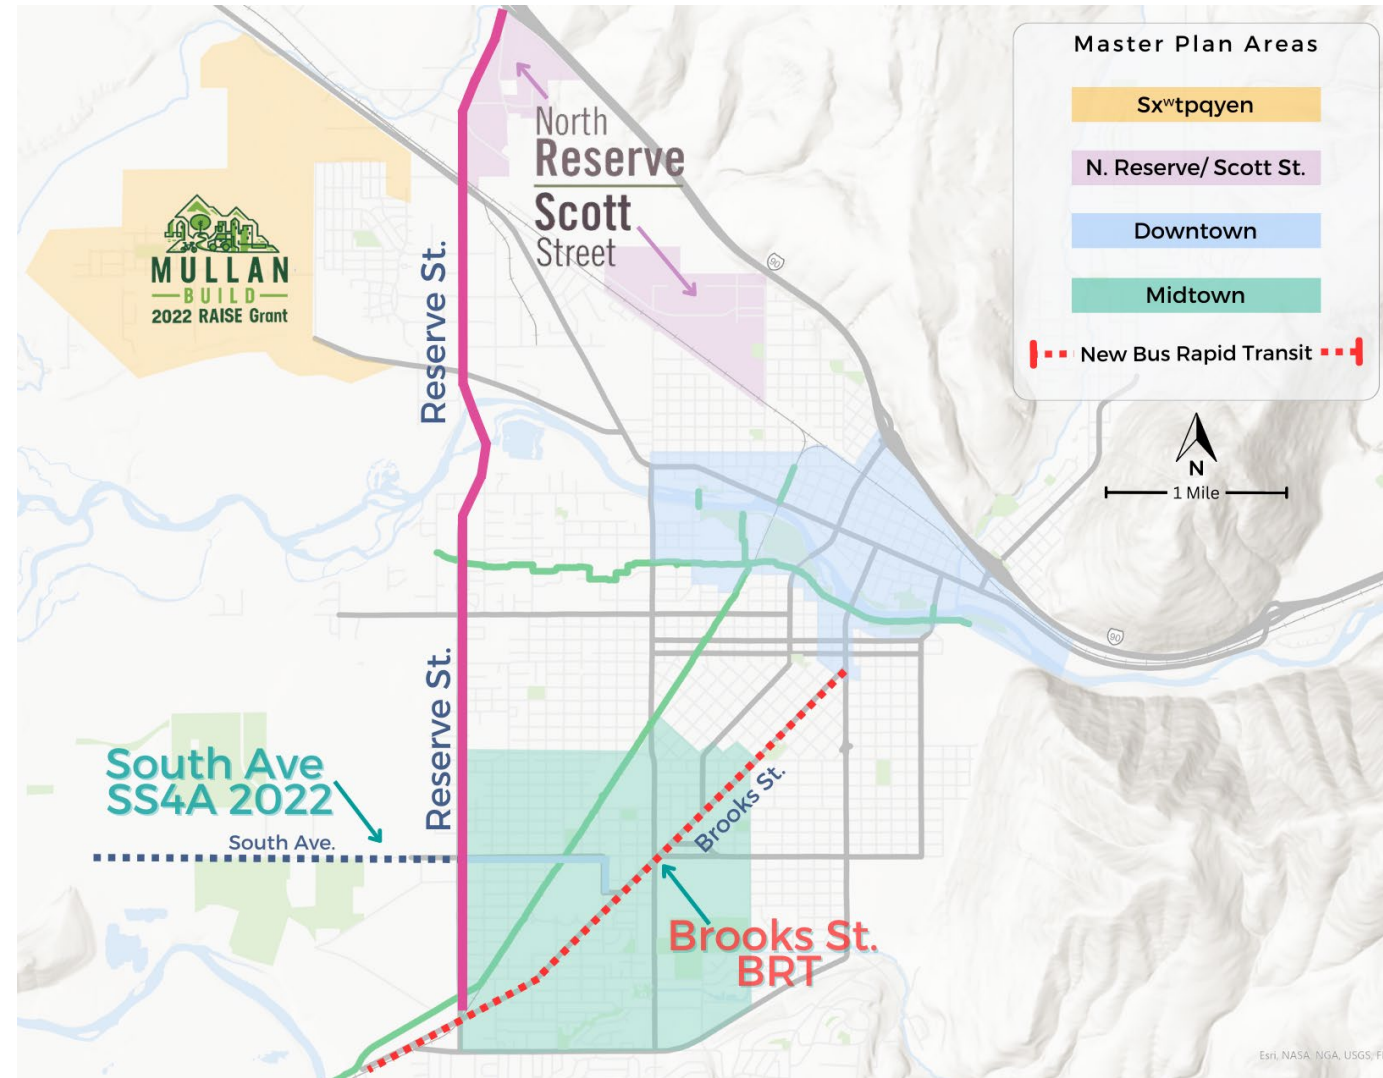 Master Plan Areas
Sxʷtpqyen
N. Reserve/ Scott St.
Downtown
Midtown
New Bus Rapid Transit
N
1 Mile
North
Reserve
Scott
Street
90
MULLAN
BUILD
2022 RAISE Grant
Reserve St.
90
Reserve St.
South Ave
SS4A 2022
South Ave.
Brooks St.
Brooks St.
BRT
Esri, NASA, NGA, USGS, F